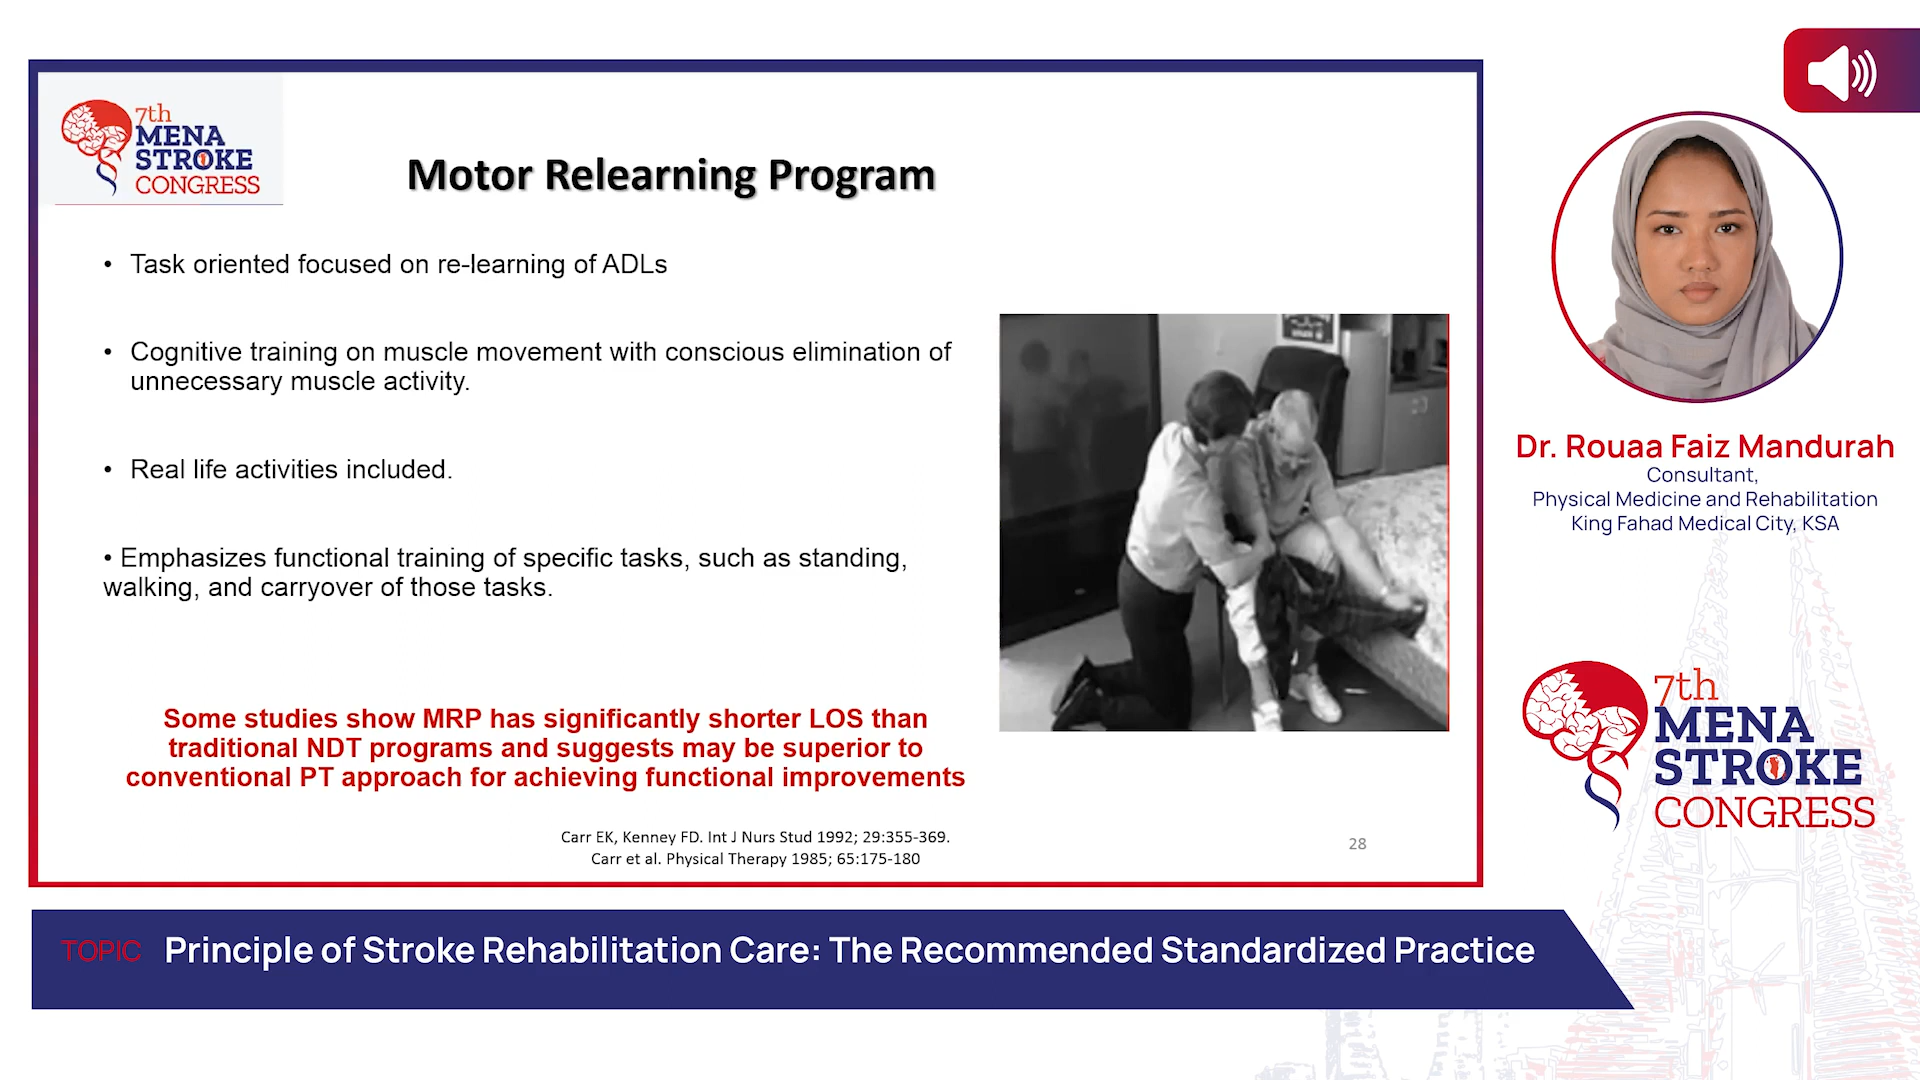 7th
MENA
STROKE
CONGRESS
Motor Relearning Program
• Task oriented focused on re-learning of ADLs
• Cognitive training on muscle movement with conscious elimination of
unnecessary muscle activity.
• Real life activities included.
• Emphasizes functional training of specific tasks, such as standing,
walking, and carryover of those tasks.
Some studies show MRP has significantly shorter LOS than
traditional NDT programs and suggests may be superior to
conventional PT approach for achieving functional improvements
Carr EK, Kenney FD. Int J Nurs Stud 1992; 29:355-369.
Carr et al. Physical Therapy 1985; 65:175-180
28
Dr. Rouaa Faiz Mandurah
Consultant,
Physical Medicine and Rehabilitation
King Fahad Medical City, KSA
7th
MENA
STROKE
CONGRESS
TOPIC Principle of Stroke Rehabilitation Care: The Recommended Standardized Practice